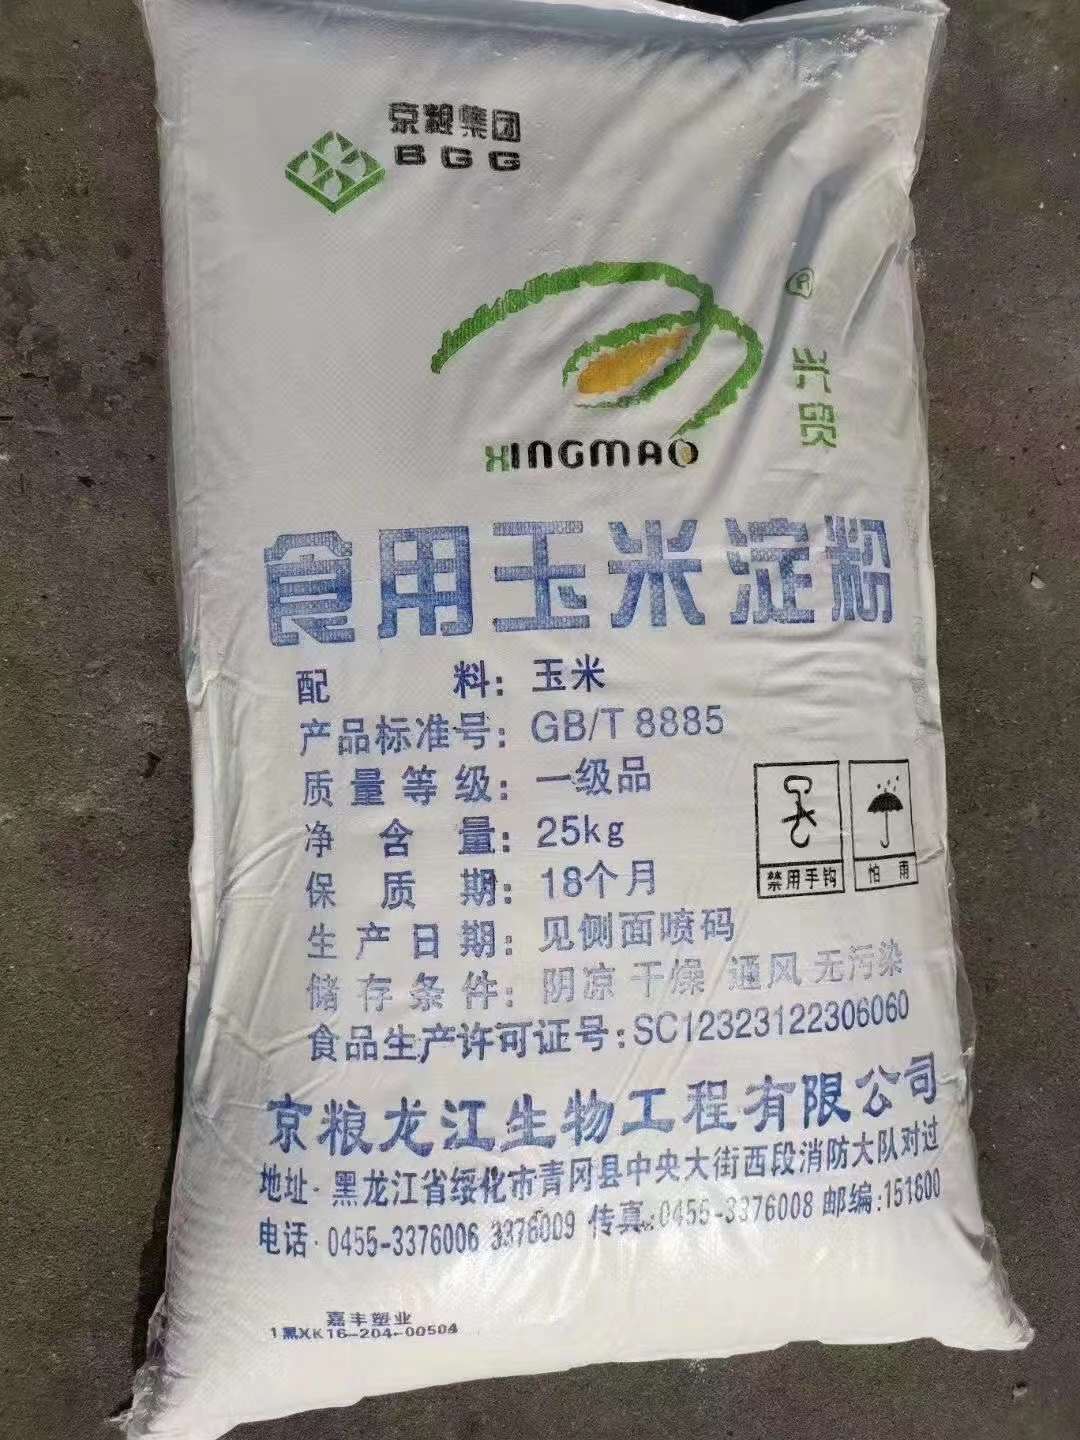 京粮集团
BGG
R
兴贸
XINGMAO
食用玉米淀粉
配料：玉米
产品标准号：GB/T 8885
质量等级：一级品
净含量：25kg
保质期：18个月
生产日期：见侧面喷码
储存条件：阴凉 干燥 通风 无污染
食品生产许可证号：SC12323122306060
禁用手钩
怕雨
京粮龙江生物工程有限公司
地址·黑龙江省绥化市青冈县中央大街西段消防大队对过
电话·0455-3376006 3376009 传真:0455-3376008 邮编:151600
嘉丰塑业
1黑XK16-204-00504